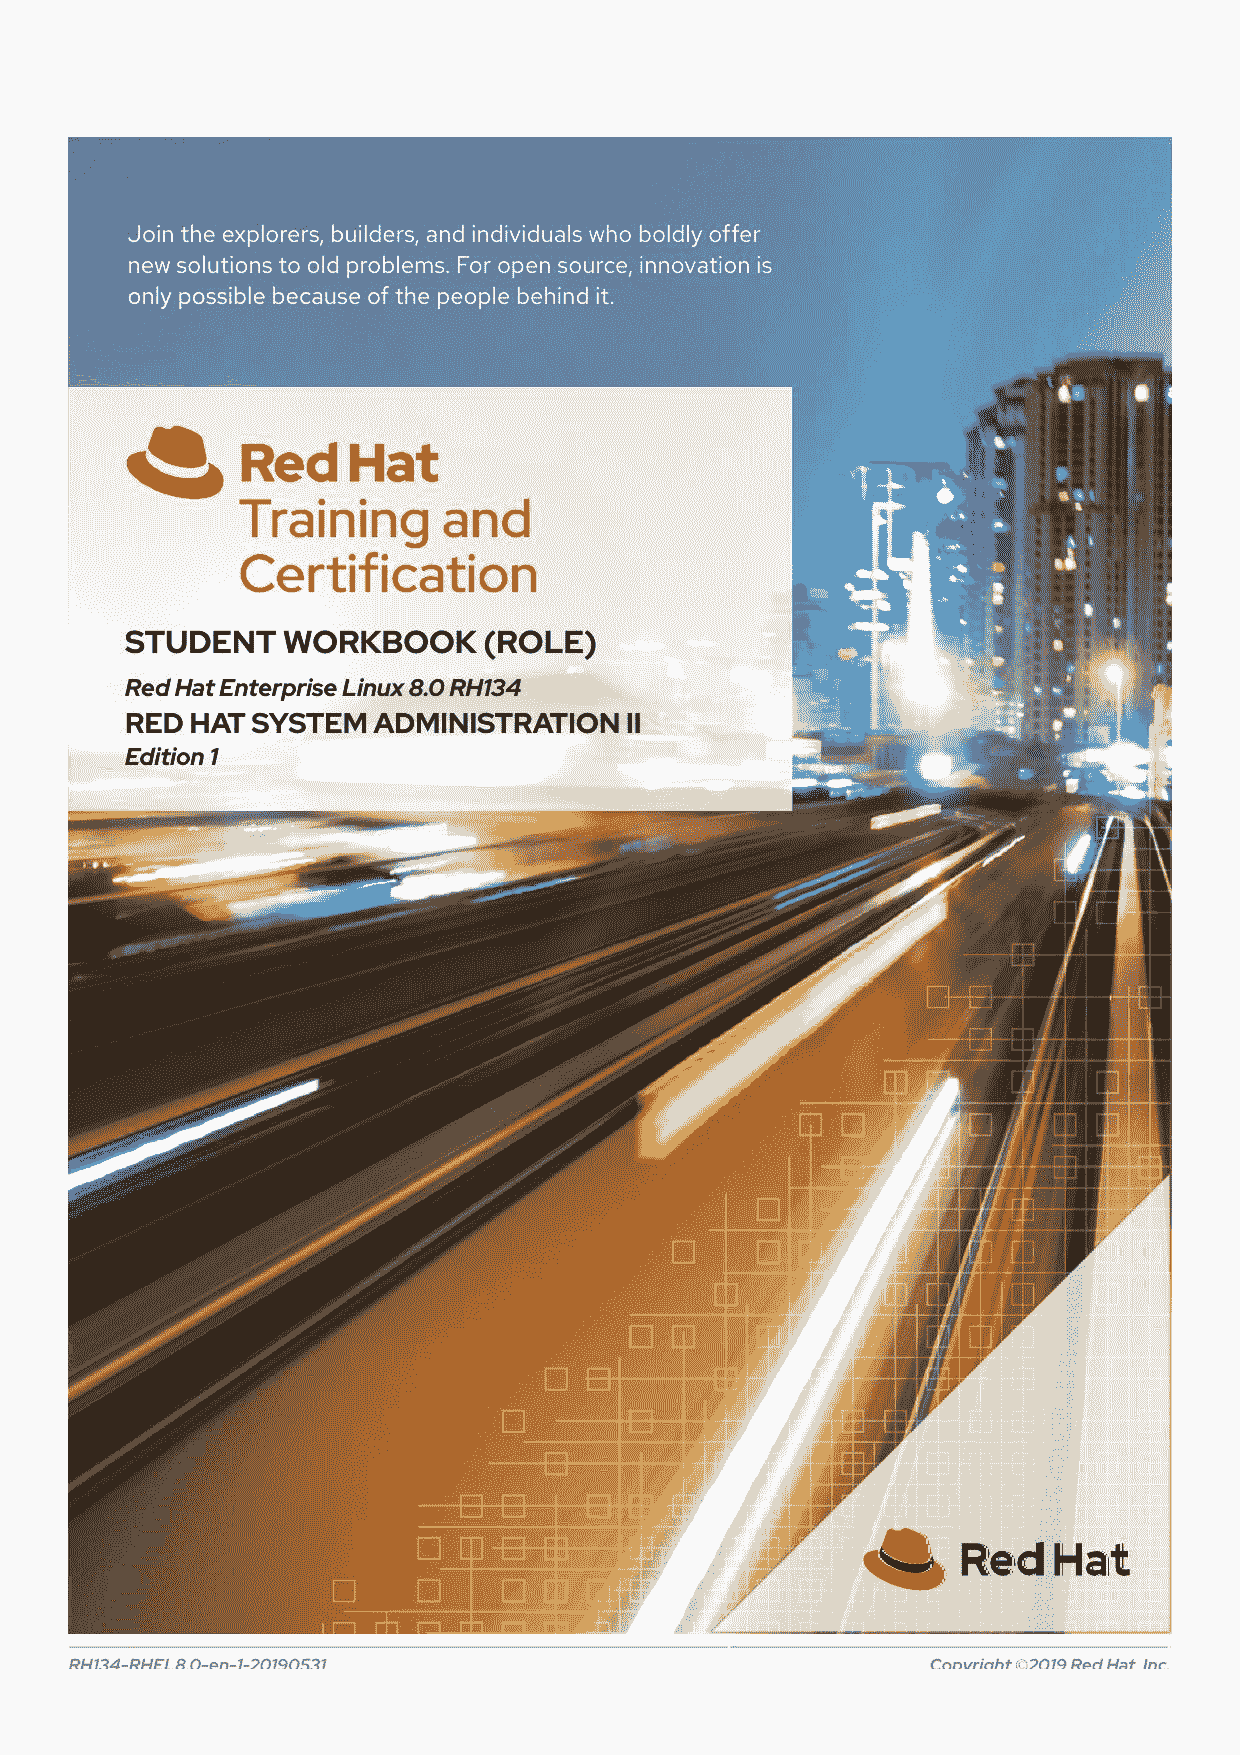 Join the explorers, builders, and individuals who boldly offer
new solutions to old problems. For open source, innovation is
only possible because of the people behind it.
Red Hat
Training and
Certification
STUDENT WORKBOOK (ROLE)
Red Hat Enterprise Linux 8.0 RH134
RED HAT SYSTEM ADMINISTRATION II
Edition 1
Red Hat
RH134-RHEL8.0-en-1-20190531
Copyright ©2019 Red Hat, Inc.